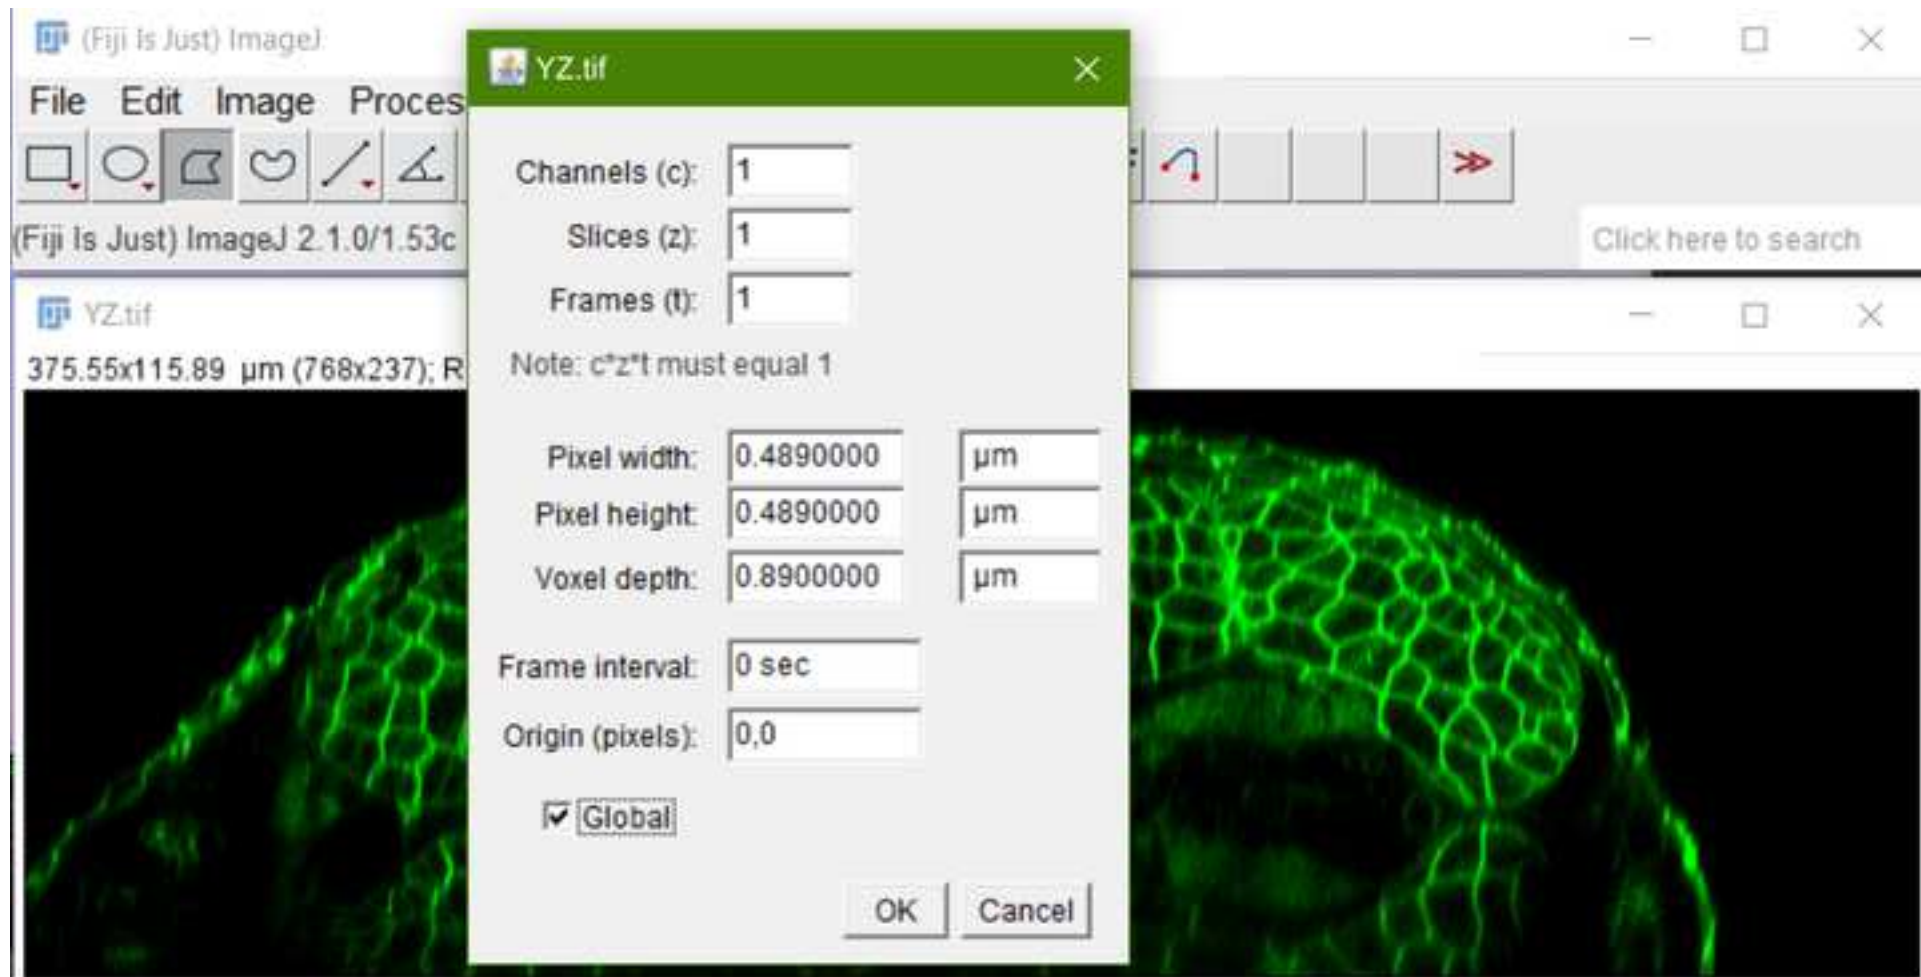 (Fiji Is Just) ImageJ
File Edit Image Proces
(Fiji Is Just) ImageJ 2.1.0/1.53c
Click here to search
YZ.tif
375.55x115.89 µm (768x237); R
YZ.tif
Channels (c): 1
Slices (z): 1
Frames (t): 1
Note: c*z*t must equal 1
Pixel width: 0.4890000 µm
Pixel height: 0.4890000 µm
Voxel depth: 0.8900000 µm
Frame interval: 0 sec
Origin (pixels): 0,0
Global
OK Cancel